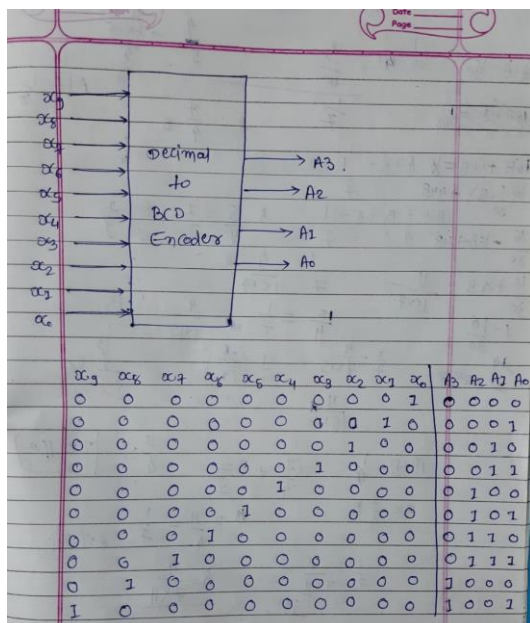 Date
Page
x9
x8
x7
x6
x5
x4
x3
x2
x1
x0
Decimal
to
BCD
Encoder
A3
A2
A1
A0
x9 x8 x7 x6 x5 x4 x3 x2 x1 x0 A3 A2 A1 A0
0 0 0 0 0 0 0 0 0 1 0 0 0 0
0 0 0 0 0 0 0 0 1 0 0 0 0 1
0 0 0 0 0 0 0 1 0 0 0 0 1 0
0 0 0 0 0 0 1 0 0 0 0 0 1 1
0 0 0 0 0 1 0 0 0 0 0 1 0 0
0 0 0 0 1 0 0 0 0 0 0 1 0 1
0 0 0 1 0 0 0 0 0 0 0 1 1 0
0 0 1 0 0 0 0 0 0 0 0 1 1 1
0 1 0 0 0 0 0 0 0 0 1 0 0 0
1 0 0 0 0 0 0 0 0 0 1 0 0 1